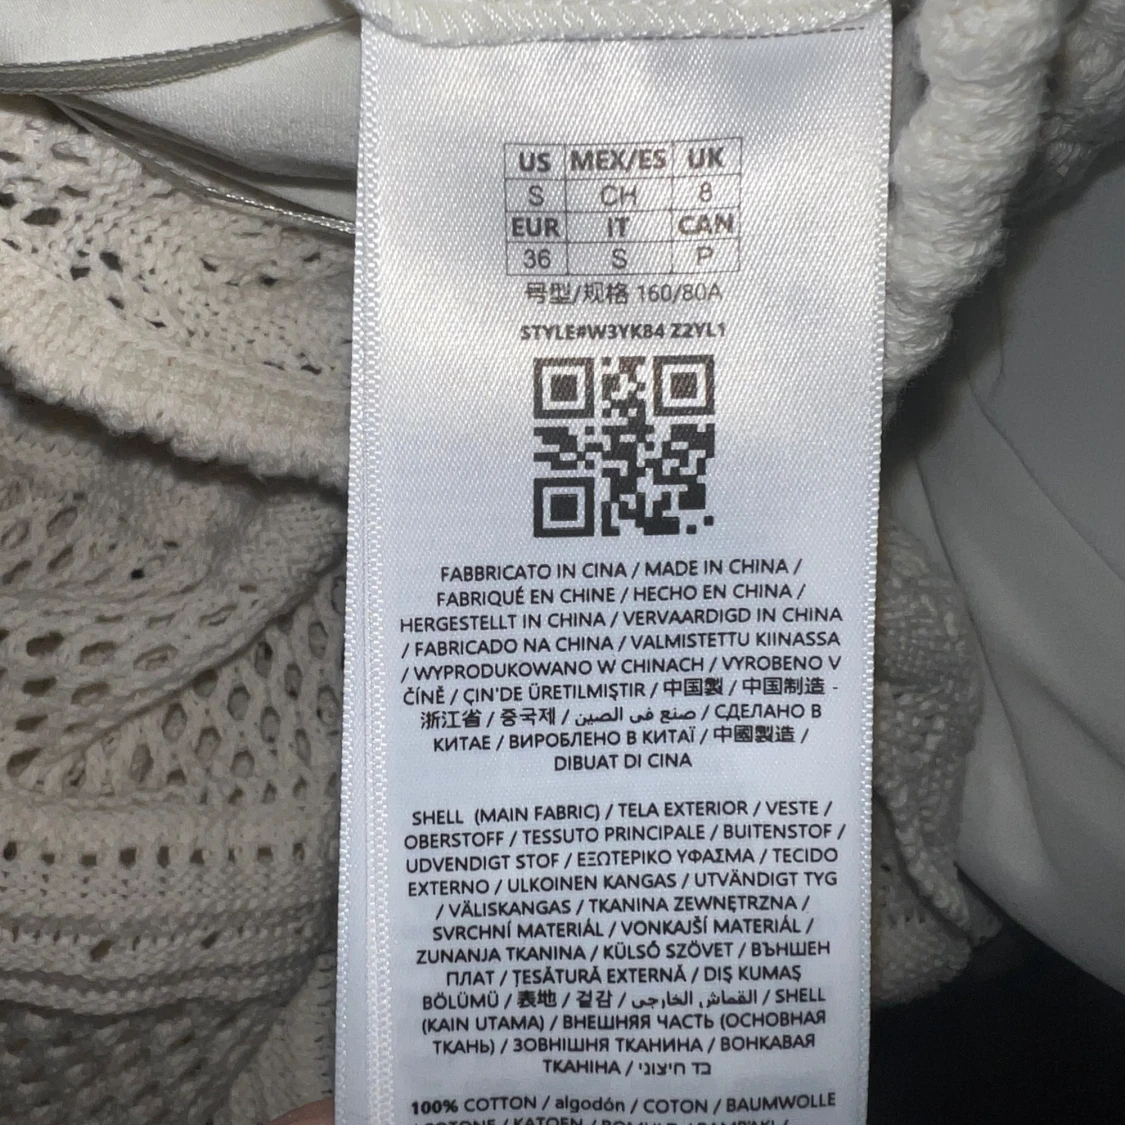 US MEX/ES UK
S CH 8
EUR IT CAN
36 S P
号型/规格 160/80A
STYLE#W3YK84 Z2YL1
FABBRICATO IN CINA / MADE IN CHINA /
FABRIQUÉ EN CHINE / HECHO EN CHINA /
HERGESTELLT IN CHINA / VERVAARDIGD IN CHINA
/ FABRICADO NA CHINA / VALMISTETTU KIINASSA
/ WYPRODUKOWANO W CHINACH / VYROBENO V
ČÍNĚ / ÇIN'DE ÜRETILMIŞTIR / 中国製 / 中国制造 -
浙江省 / 중국제 / صنع في الصين / СДЕЛАНО В
КИТАЕ / ВИРОБЛЕНО В КИТАЇ / 中國製造 /
DIBUAT DI CINA
SHELL (MAIN FABRIC) / TELA EXTERIOR / VESTE /
OBERSTOFF / TESSUTO PRINCIPALE / BUITENSTOF /
UDVENDIGT STOF / ΕΞΩΤΕΡΙΚΟ ΥΦΑΣΜΑ / TECIDO
EXTERNO / ULKOINEN KANGAS / UTVÄNDIGT TYG
/ VÄLISKANGAS / TKANINA ZEWNĘTRZNA /
SVRCHNÍ MATERIÁL / VONKAJŠÍ MATERIÁL /
ZUNANJA TKANINA / KÜLSŐ SZÖVET / ВЪНШЕН
ПЛАТ / ȚESĂTURĂ EXTERNĂ / DIŞ KUMAŞ
BÖLÜMÜ / 表地 / 겉감 / القماش الخارجي / SHELL
(KAIN UTAMA) / ВНЕШНЯЯ ЧАСТЬ (ОСНОВНАЯ
ТКАНЬ) / ЗОВНІШНЯ ТКАНИНА / ВОНКАВАЯ
ТКАНІНА / בד חיצוני
100% COTTON / algodón / COTON / BAUMWOLLE